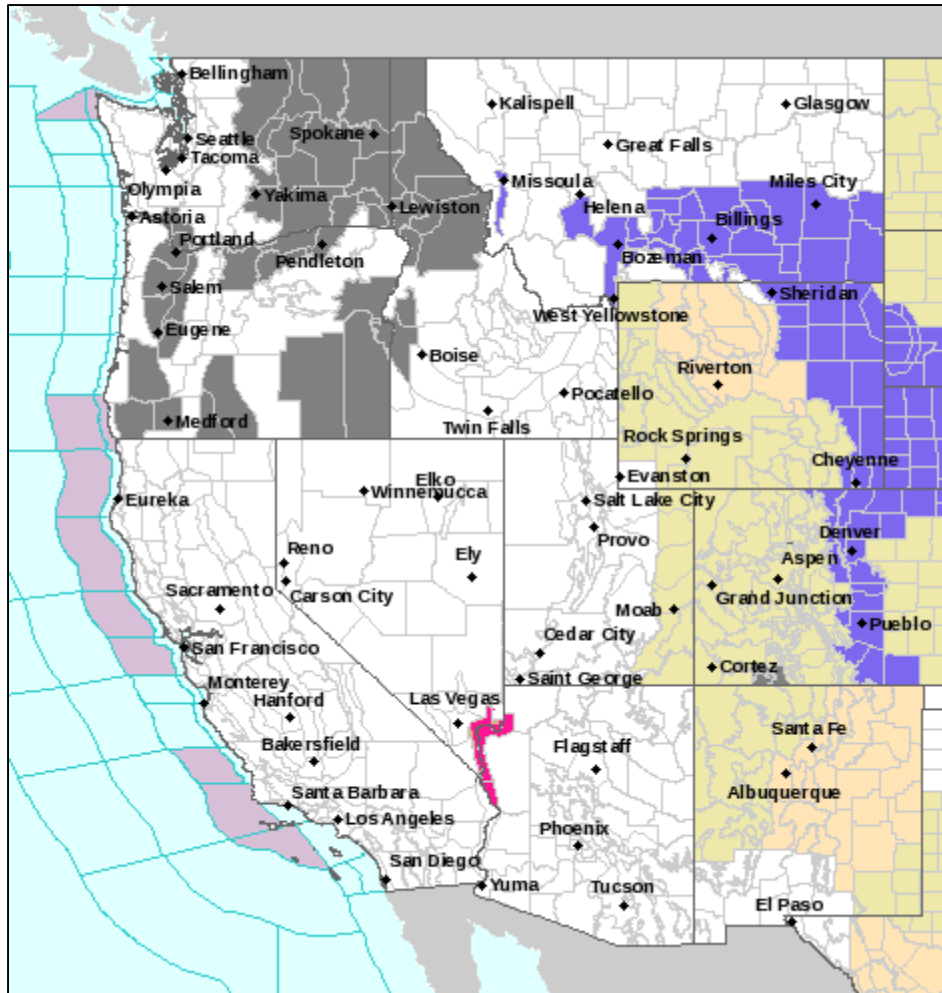 Bellingham
Kalispell
Glasgow
Spokane
Seattle
Great Falls
Tacoma
Olympia
Missoula
Miles City
Yakima
Helena
Lewiston
Astoria
Billings
Portland
Bozeman
Pendleton
Salem
Sheridan
West Yellowstone
Eugene
Boise
Riverton
Pocatello
Medford
Twin Falls
Rock Springs
Cheyenne
Evanston
Elko
Winnemucca
Eureka
Salt Lake City
Denver
Provo
Reno
Ely
Aspen
Sacramento
Carson City
Grand Junction
Moab
Pueblo
Cedar City
San Francisco
Cortez
Saint George
Monterey
Hanford
Las Vegas
Santa Fe
Bakersfield
Flagstaff
Albuquerque
Santa Barbara
Los Angeles
Phoenix
San Diego
Yuma
Tucson
El Paso